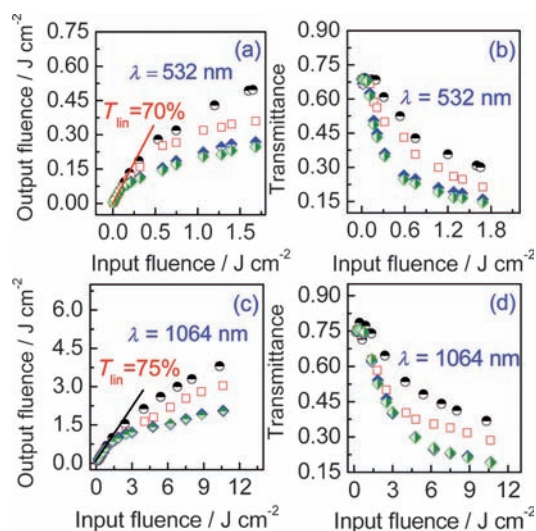 (a)
λ = 532 nm
T lin = 70%
Output fluence / J cm⁻²
0.75
0.60
0.45
0.30
0.15
0.00
0.0 0.5 1.0 1.5
Input fluence / J cm⁻²
(b)
λ = 532 nm
Transmittance
0.90
0.75
0.60
0.45
0.30
0.15
0.0 0.6 1.2 1.8
Input fluence / J cm⁻²
(c)
λ = 1064 nm
T lin = 75%
Output fluence / J cm⁻²
6.0
4.5
3.0
1.5
0.0
0 3 6 9 12
Input fluence / J cm⁻²
(d)
λ = 1064 nm
Transmittance
0.90
0.75
0.60
0.45
0.30
0.15
0 3 6 9 12
Input fluence / J cm⁻²